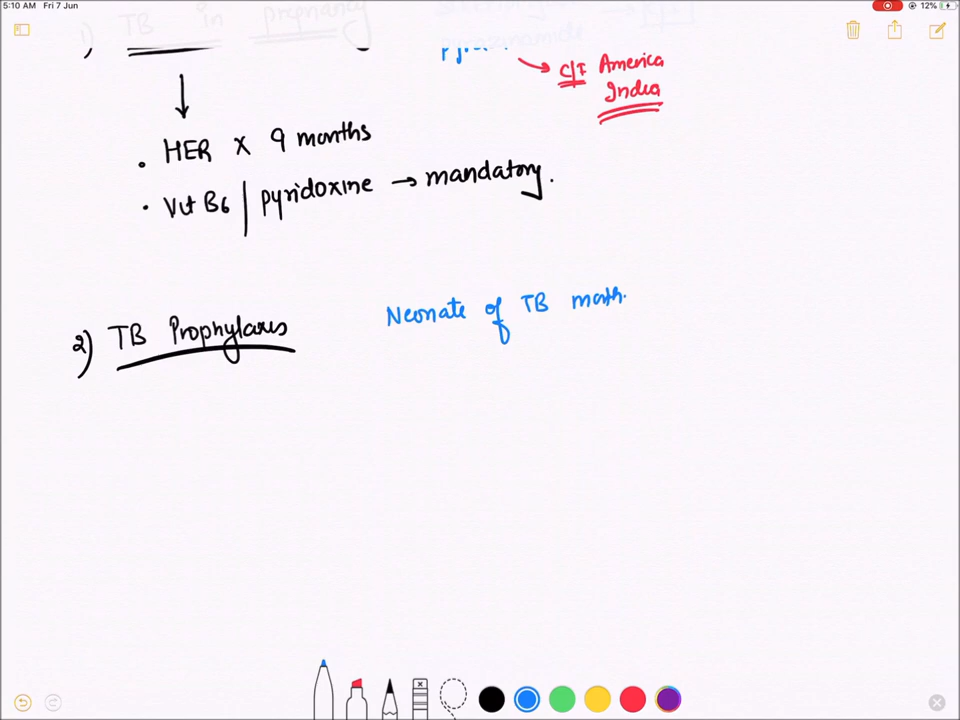 5:10 AM Fri 7 Jun
12%
1) TB in pregnancy
C/I America
India
• HER x 9 months
• Vit B6 | pyridoxine → mandatory.
2) TB Prophylaxis
Neonate of TB moth.